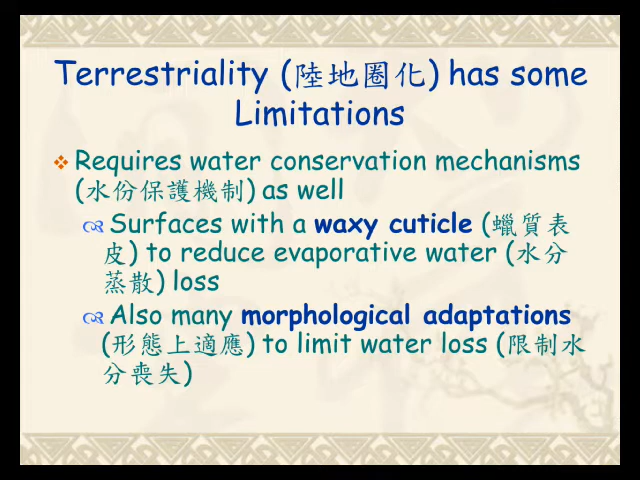 Terrestriality (陸地圈化) has some
Limitations
Requires water conservation mechanisms
(水份保護機制) as well
Surfaces with a waxy cuticle (蠟質表
皮) to reduce evaporative water (水分
蒸散) loss
Also many morphological adaptations
(形態上適應) to limit water loss (限制水
分喪失)